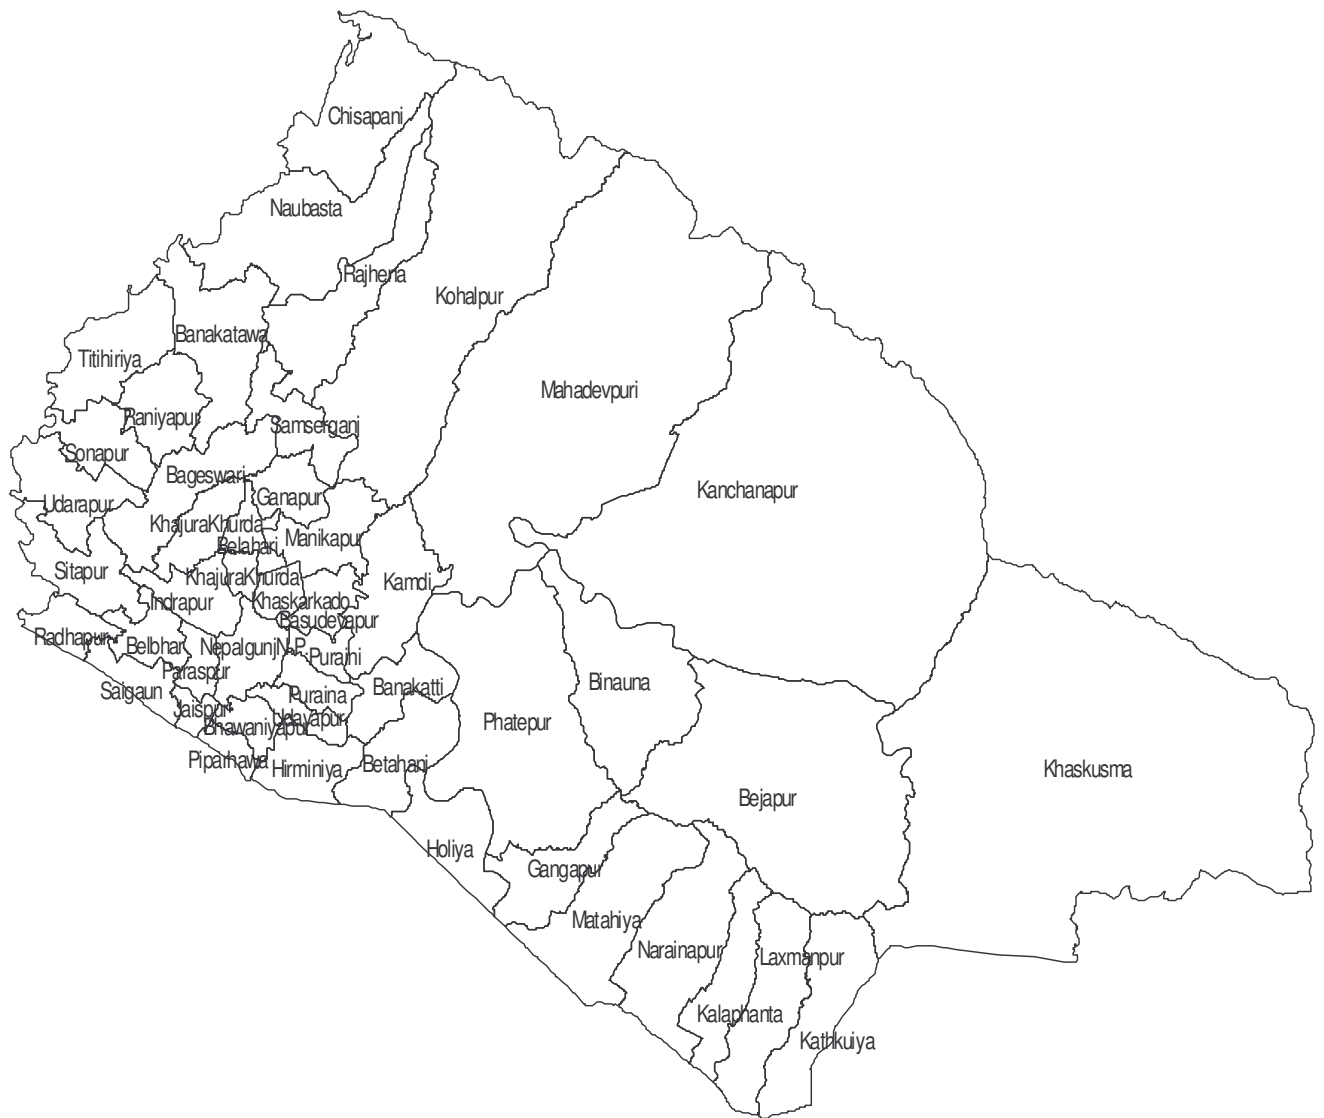 Chisapani
Naubasta
Rajhena
Kohalpur
Banakatawa
Titihiriya
Mahadevpuri
Raniyapur
Samserganj
Sonapur
Bageswari
Kanchanapur
Ganapur
Udarapur
KhajuraKhurda
Manikapur
Belahari
Sitapur
KhajuraKhurda
Kamdi
Indrapur
Khaskarkado
Basudevapur
Radhapur
Belbhar
NepalgunjN.P.
Puraini
Paraspur
Binauna
Saigaun
Puraina
Banakatti
Jaispur
Udayapur
Phatepur
Bhawaniyapur
Piparhawa
Hirminiya
Betahani
Khaskusma
Bejapur
Holiya
Gangapur
Matahiya
Narainapur
Laxmanpur
Kalaphanta
Kathkuiya